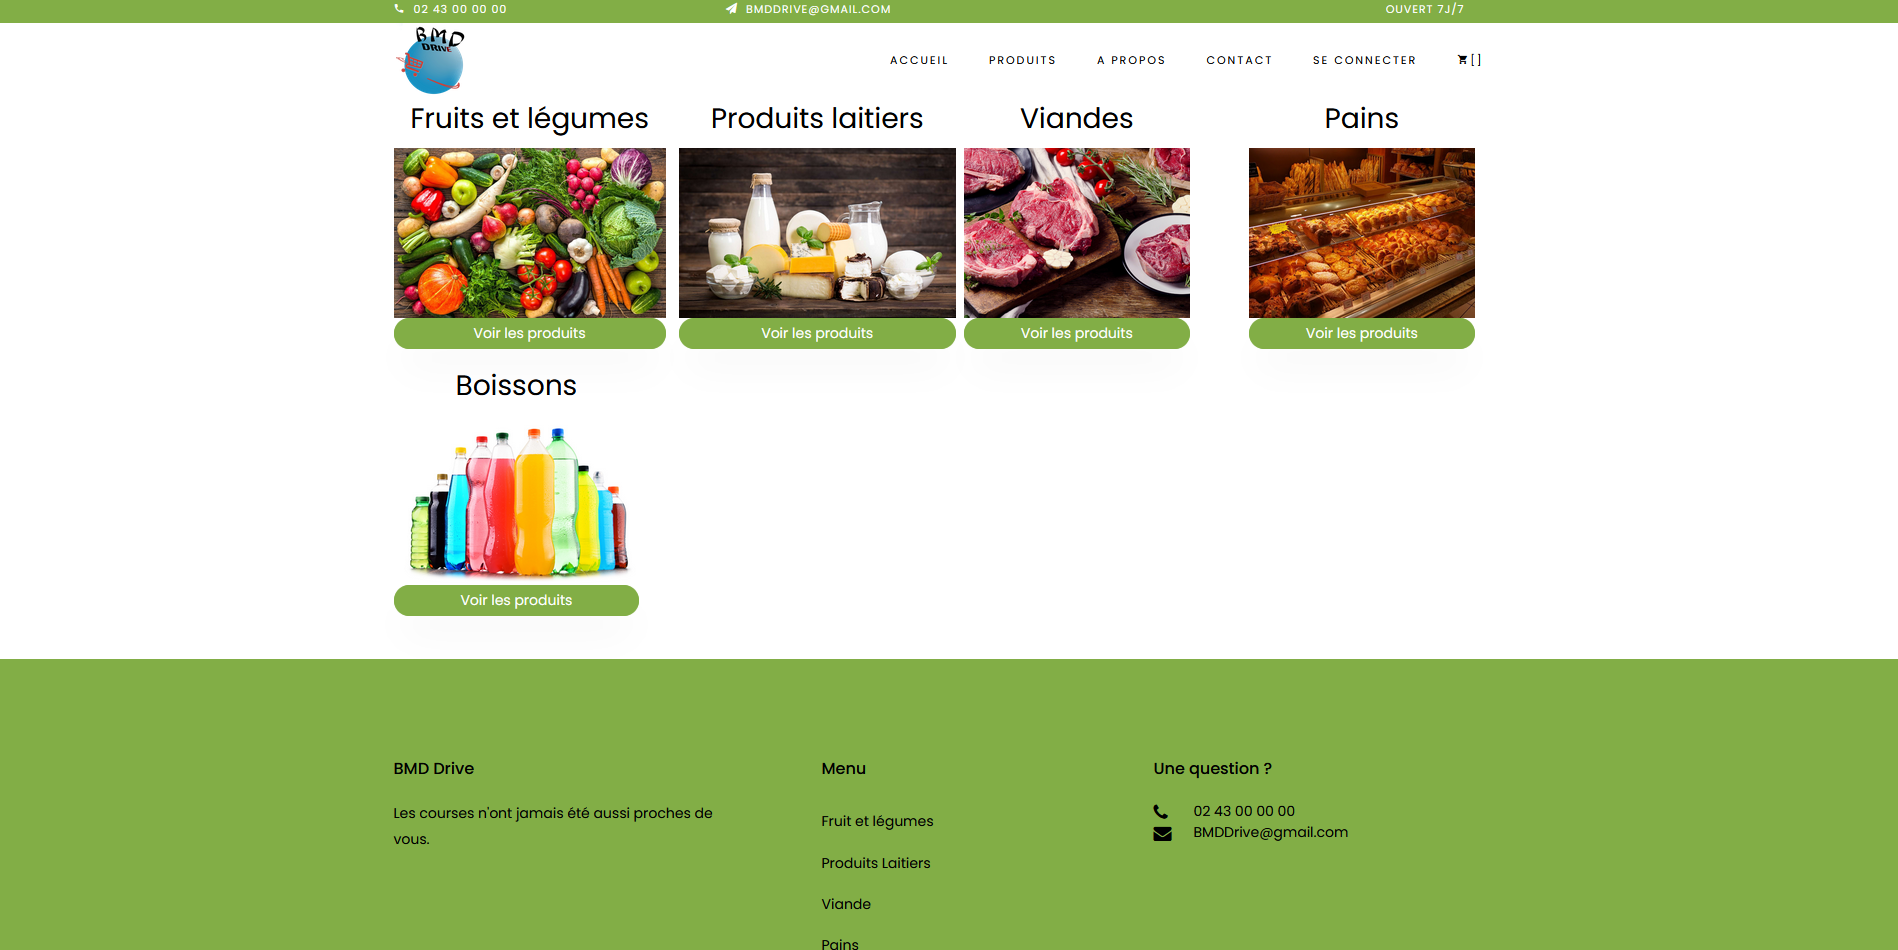 02 43 00 00 00
BMDDRIVE@GMAIL.COM
OUVERT 7J/7
BMD
DRIVE
ACCUEIL
PRODUITS
A PROPOS
CONTACT
SE CONNECTER
[ ]
Fruits et légumes
Produits laitiers
Viandes
Pains
Voir les produits
Voir les produits
Voir les produits
Voir les produits
Boissons
Voir les produits
BMD Drive
Les courses n'ont jamais été aussi proches de
vous.
Menu
Fruit et légumes
Produits Laitiers
Viande
Pains
Une question ?
02 43 00 00 00
BMDDrive@gmail.com